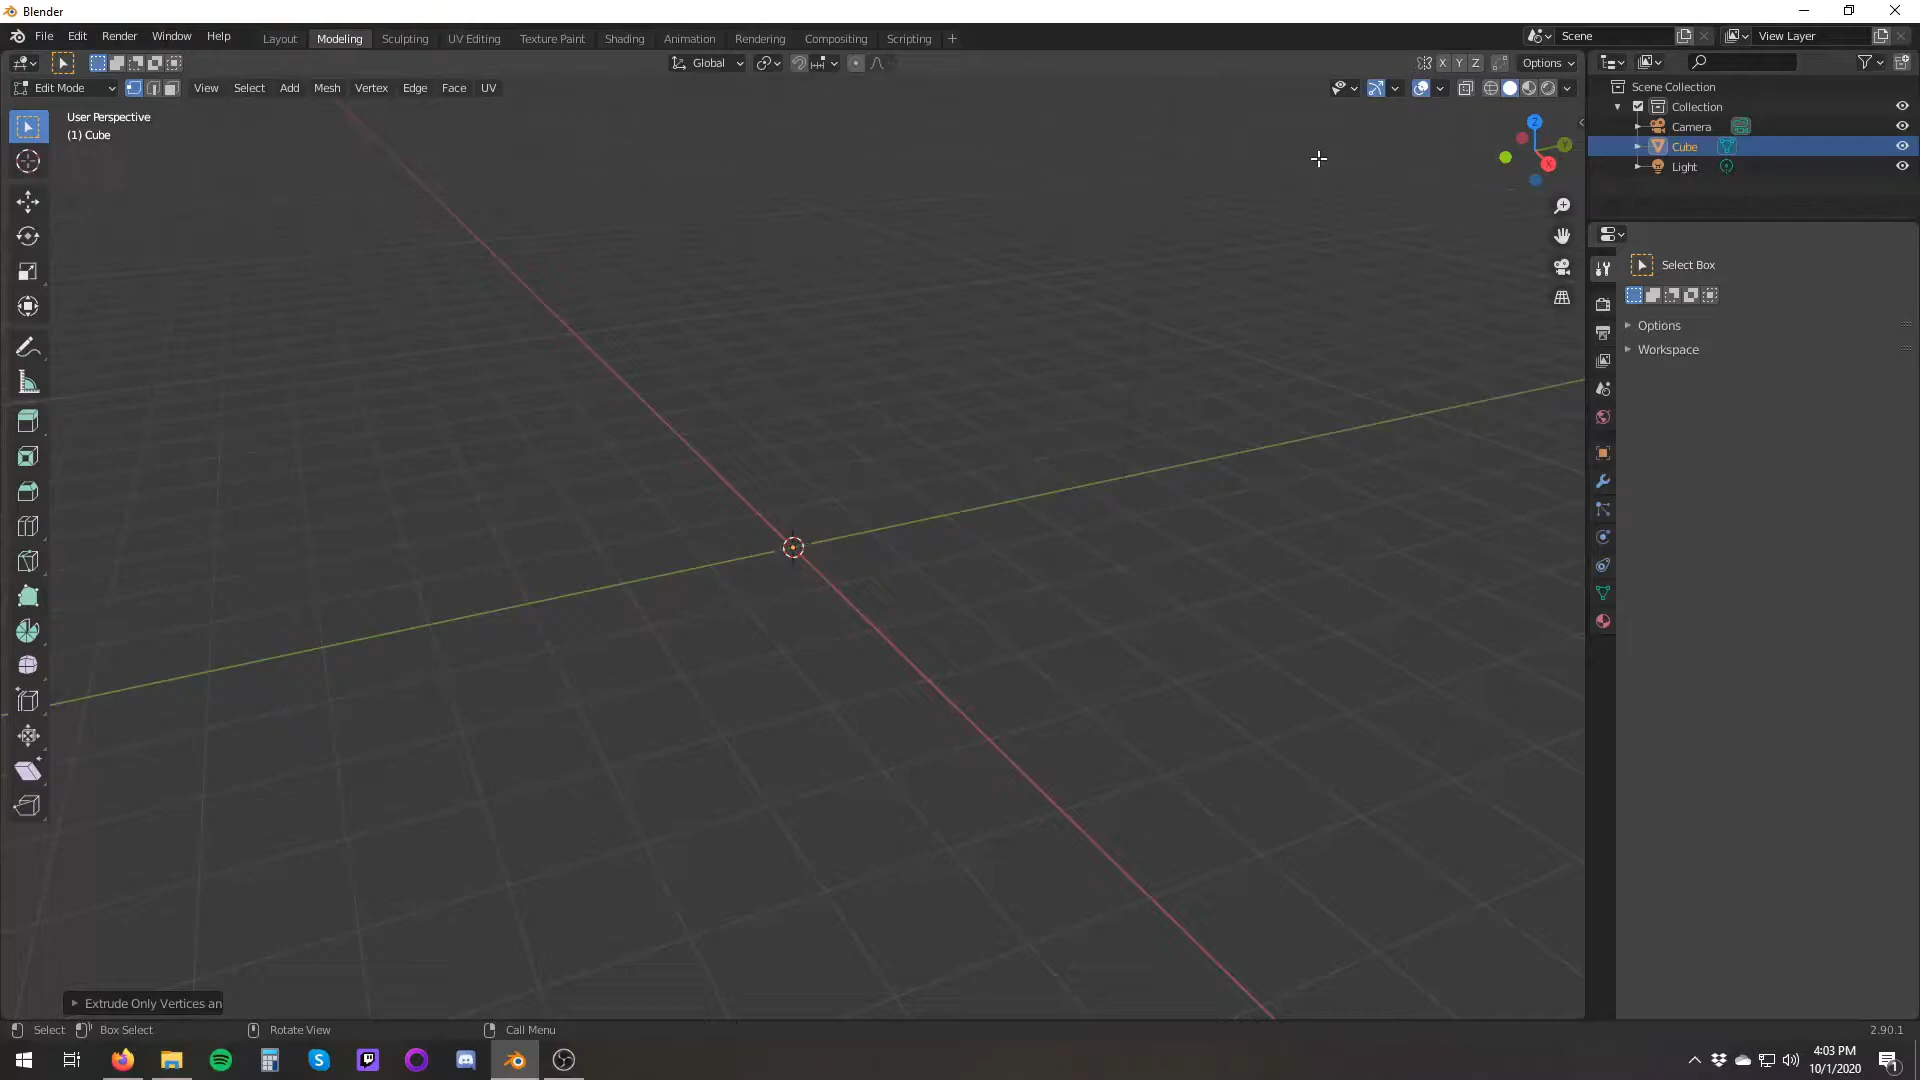 Blender
File Edit Render Window Help
Layout Modeling Sculpting UV Editing Texture Paint Shading Animation Rendering Compositing Scripting +
Scene
View Layer
Global
X Y Z
Options
Edit Mode
View Select Add Mesh Vertex Edge Face UV
User Perspective
(1) Cube
Z
Y
X
Scene Collection
Collection
Camera
Cube
Light
Select Box
Options
Workspace
Extrude Only Vertices an
Select Box Select Rotate View Call Menu
2.90.1
4:03 PM
10/1/2020
1